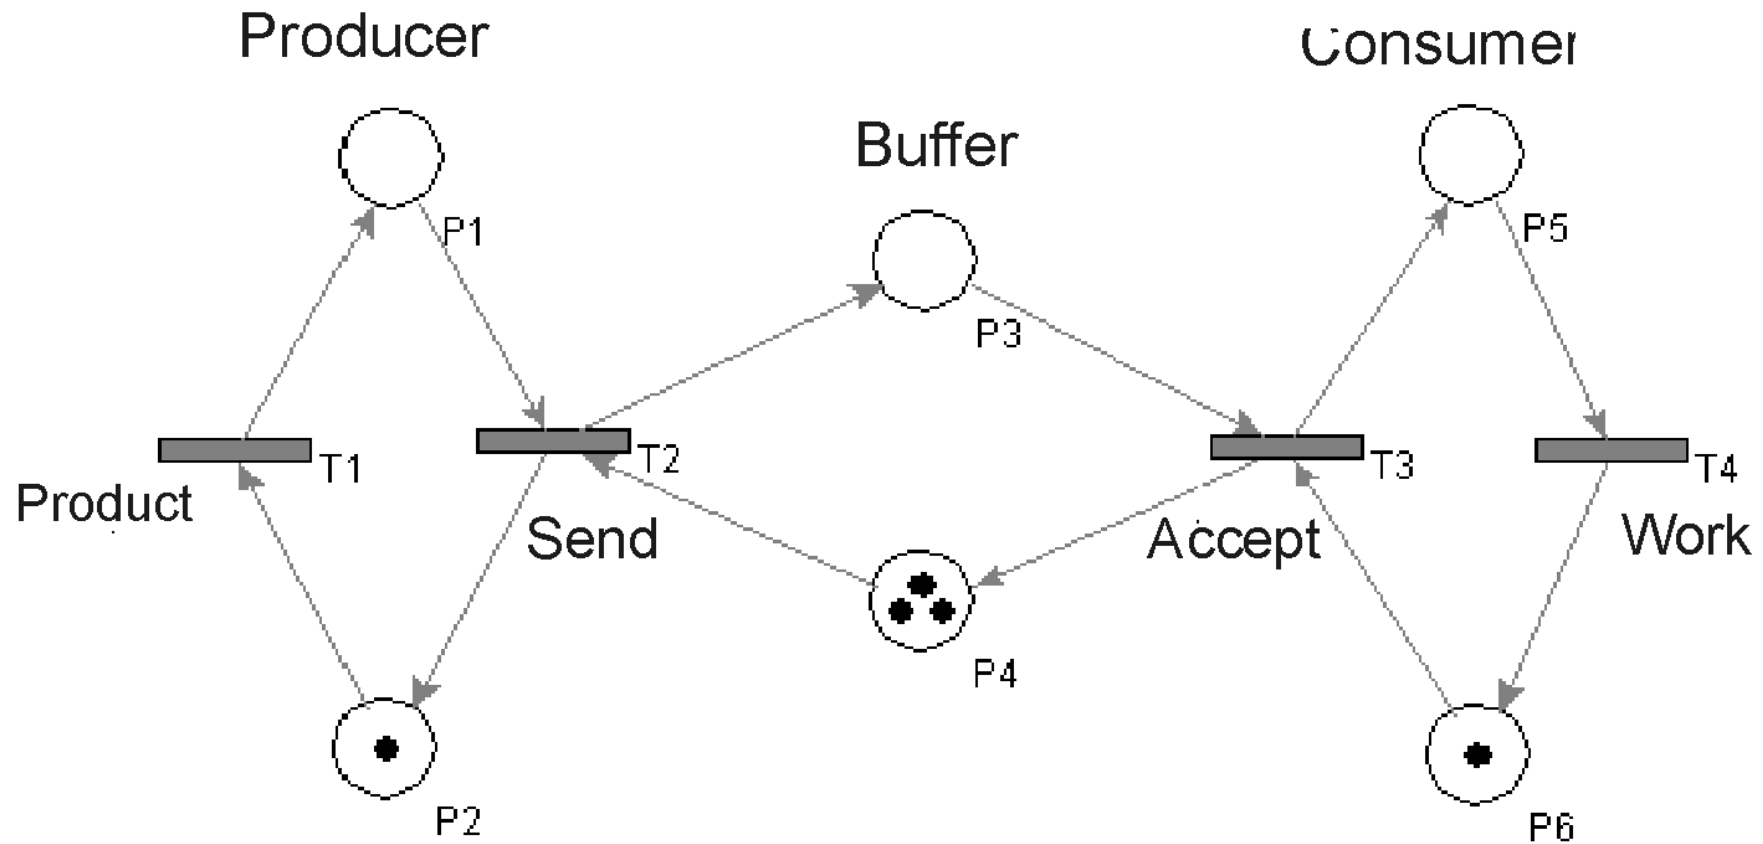 Producer
Consumer
Buffer
P1
P5
P3
T1
T2
T3
T4
Product
Send
Accept
Work
P4
P2
P6